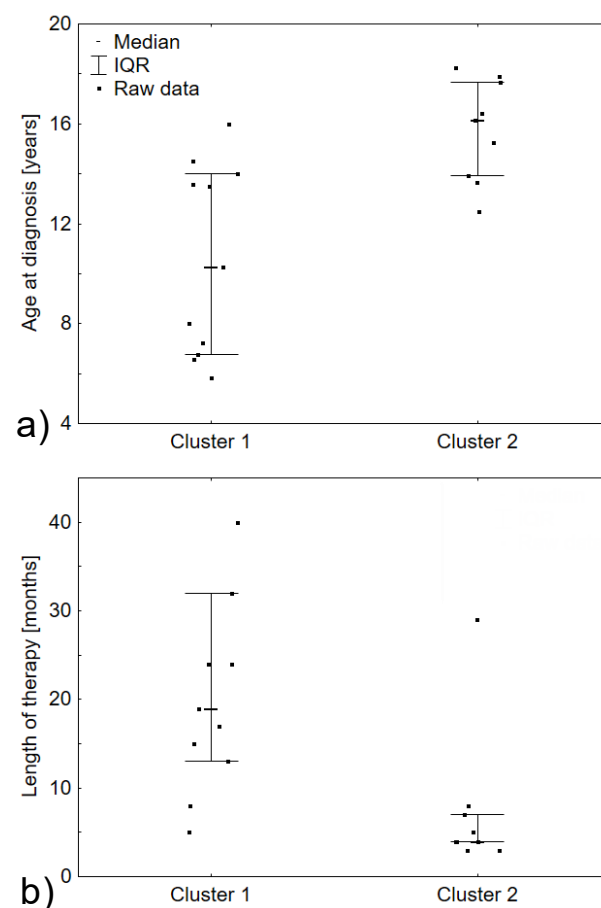 20
Median
IQR
Raw data
16
12
8
4
Age at diagnosis [years]
a)
Cluster 1 Cluster 2
40
30
20
10
0
Length of therapy [months]
b)
Cluster 1 Cluster 2